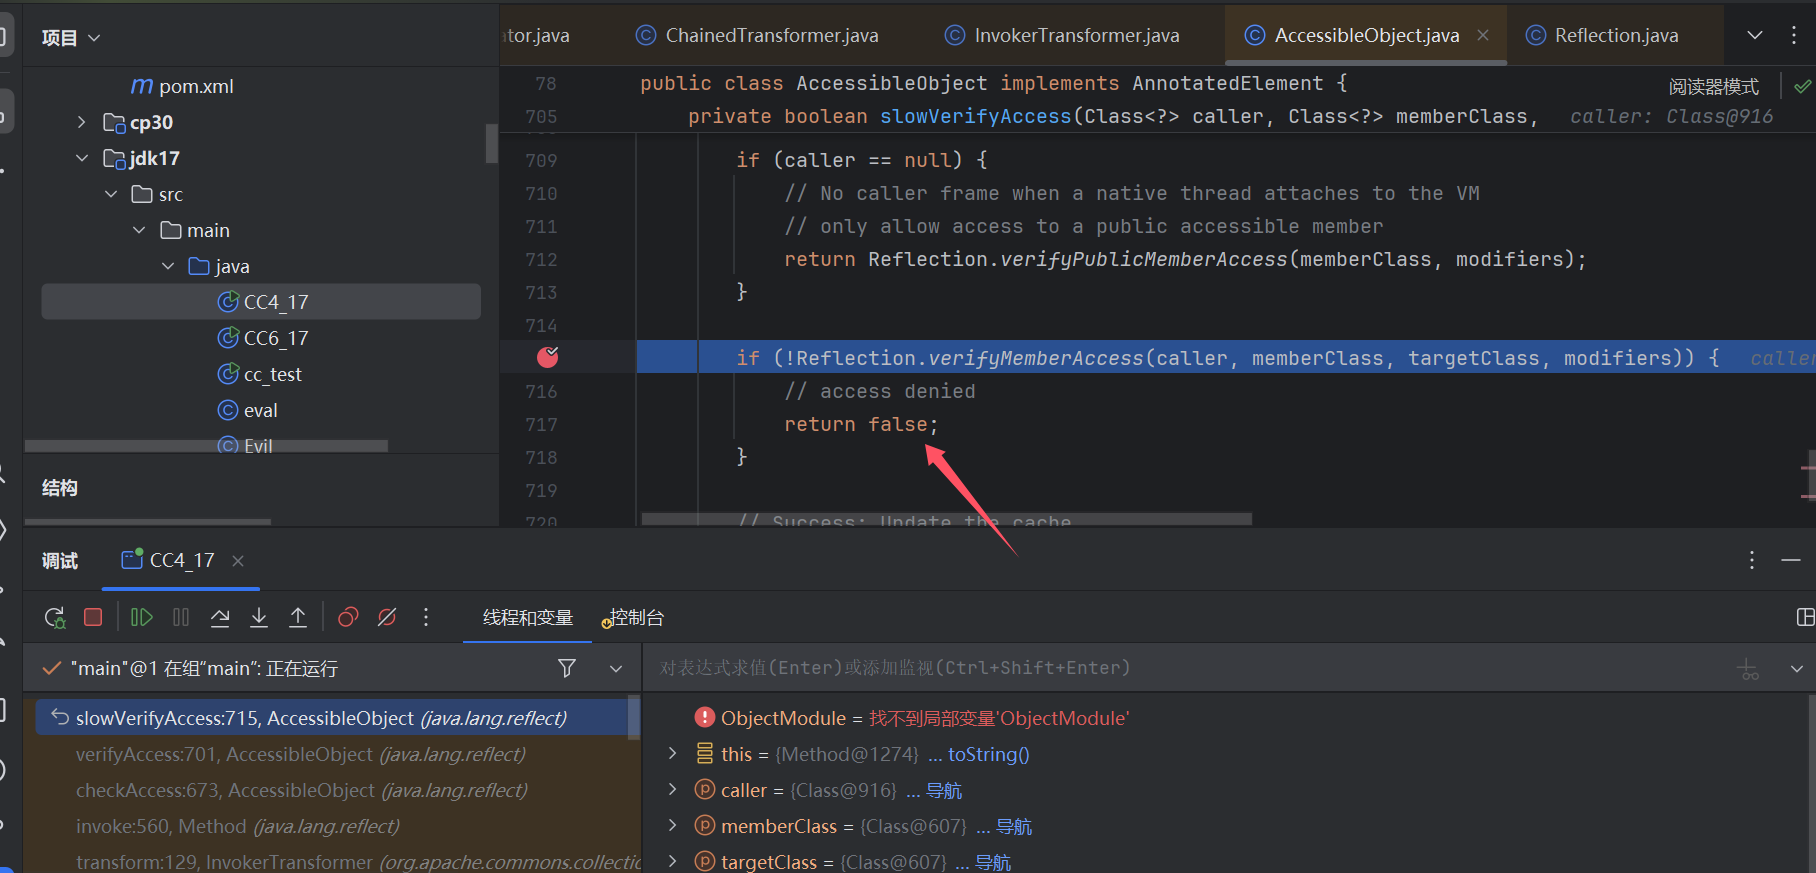 项目
pom.xml
cp30
jdk17
src
main
java
CC4_17
CC6_17
cc_test
eval
Evil
结构
tor.java
ChainedTransformer.java
InvokerTransformer.java
AccessibleObject.java
Reflection.java
阅读器模式
78 public class AccessibleObject implements AnnotatedElement {
705 private boolean slowVerifyAccess(Class<?> caller, Class<?> memberClass, caller: Class@916
709 if (caller == null) {
710 // No caller frame when a native thread attaches to the VM
711 // only allow access to a public accessible member
712 return Reflection.verifyPublicMemberAccess(memberClass, modifiers);
713 }
714
if (!Reflection.verifyMemberAccess(caller, memberClass, targetClass, modifiers)) { caller
716 // access denied
717 return false;
718 }
719
720 // Success: Update the cache
调试
CC4_17
线程和变量
控制台
"main"@1 在组“main”: 正在运行
对表达式求值(Enter)或添加监视(Ctrl+Shift+Enter)
slowVerifyAccess:715, AccessibleObject (java.lang.reflect)
verifyAccess:701, AccessibleObject (java.lang.reflect)
checkAccess:673, AccessibleObject (java.lang.reflect)
invoke:560, Method (java.lang.reflect)
transform:129, InvokerTransformer (org.apache.commons.collectio
ObjectModule = 找不到局部变量'ObjectModule'
this = {Method@1274} ... toString()
caller = {Class@916} ... 导航
memberClass = {Class@607} ... 导航
targetClass = {Class@607} ... 导航